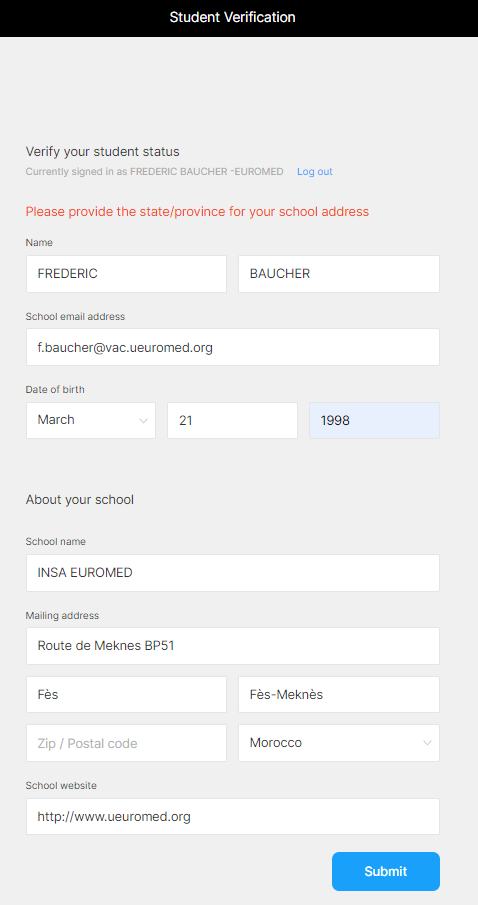 Student Verification
Verify your student status
Currently signed in as FREDERIC BAUCHER -EUROMED Log out
Please provide the state/province for your school address
Name
FREDERIC BAUCHER
School email address
f.baucher@vac.ueuromed.org
Date of birth
March 21 1998
About your school
School name
INSA EUROMED
Mailing address
Route de Meknes BP51
Fès Fès-Meknès
Zip / Postal code Morocco
School website
http://www.ueuromed.org
Submit